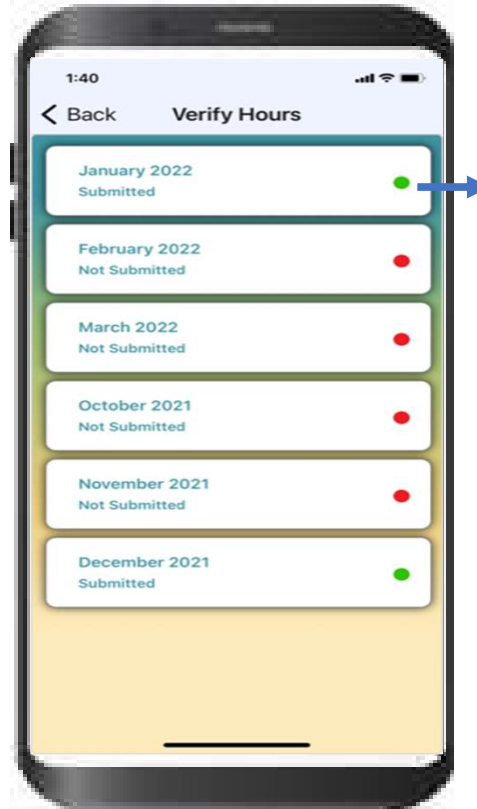 1:40
Back Verify Hours
January 2022
Submitted
February 2022
Not Submitted
March 2022
Not Submitted
October 2021
Not Submitted
November 2021
Not Submitted
December 2021
Submitted